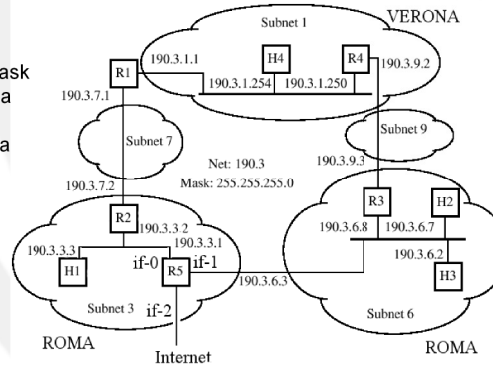 VERONA
Subnet 1
ask
a
a
R1
190.3.1.1
H4
R4
190.3.9.2
190.3.1.254
190.3.1.250
190.3.7.1
Subnet 7
Subnet 9
Net: 190.3
Mask: 255.255.255.0
190.3.9.3
190.3.7.2
R2
190.3.3.2
190.3.3.3
190.3.3.1
H1
if-0
R5
if-1
Subnet 3
if-2
190.3.6.3
R3
H2
190.3.6.8
190.3.6.7
190.3.6.2
H3
Subnet 6
ROMA
Internet
ROMA